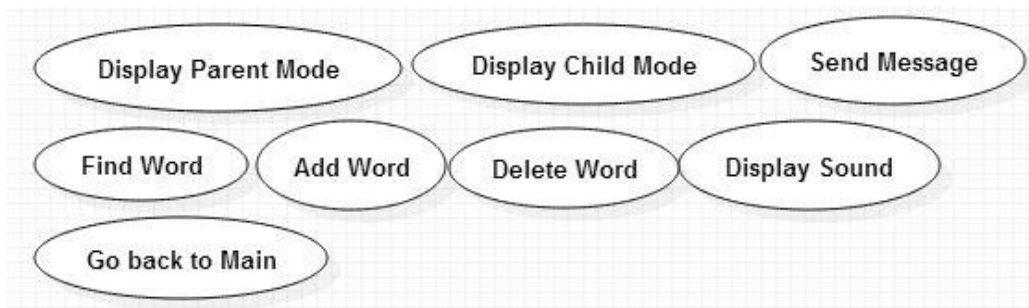 Display Parent Mode
Display Child Mode
Send Message
Find Word
Add Word
Delete Word
Display Sound
Go back to Main